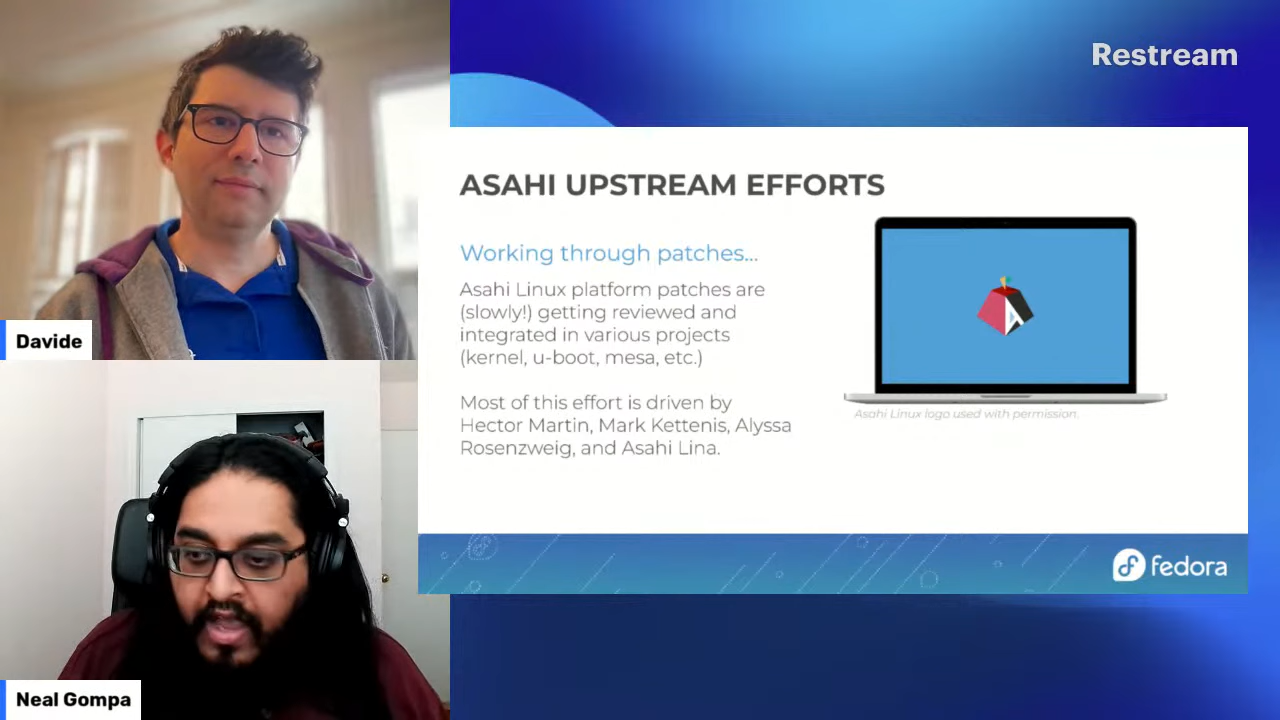 Restream
ASAHI UPSTREAM EFFORTS
Working through patches...
Asahi Linux platform patches are
(slowly!) getting reviewed and
integrated in various projects
(kernel, u-boot, mesa, etc.)
Most of this effort is driven by
Hector Martin, Mark Kettenis, Alyssa
Rosenzweig, and Asahi Lina.
Asahi Linux logo used with permission.
fedora
Davide
Neal Gompa